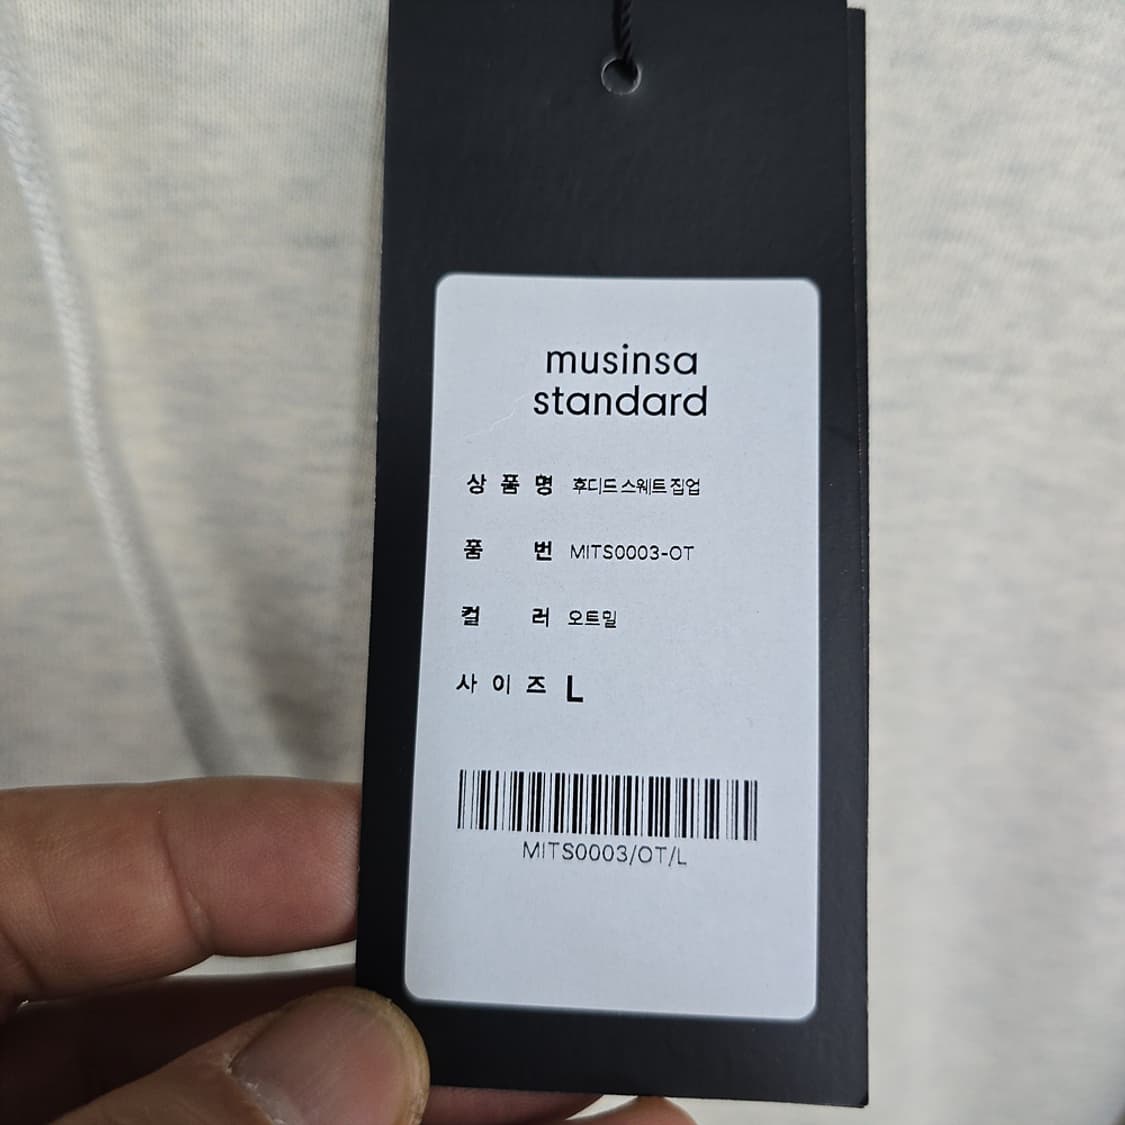 musinsa
standard
상품명 후디드 스웨트 집업
품번 MITS0003-OT
컬러 오트밀
사이즈 L
MITS0003/OT/L